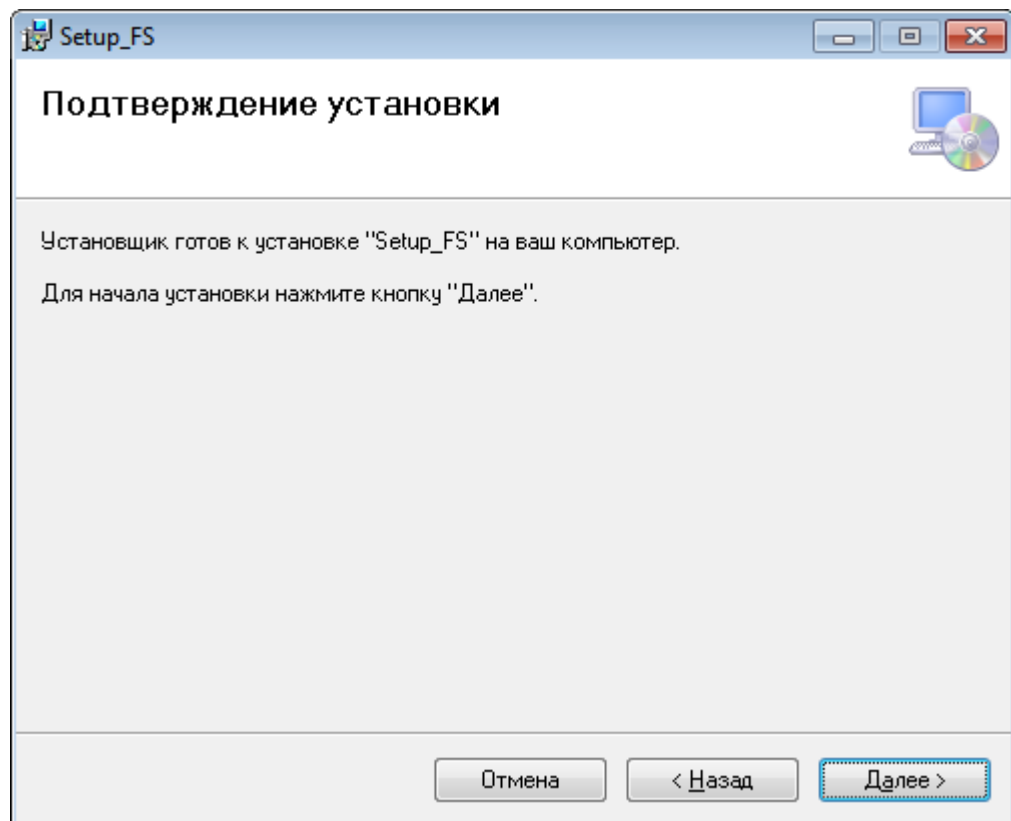 Setup_FS
Подтверждение установки
Установщик готов к установке "Setup_FS" на ваш компьютер.
Для начала установки нажмите кнопку "Далее".
Отмена
< Назад
Далее >